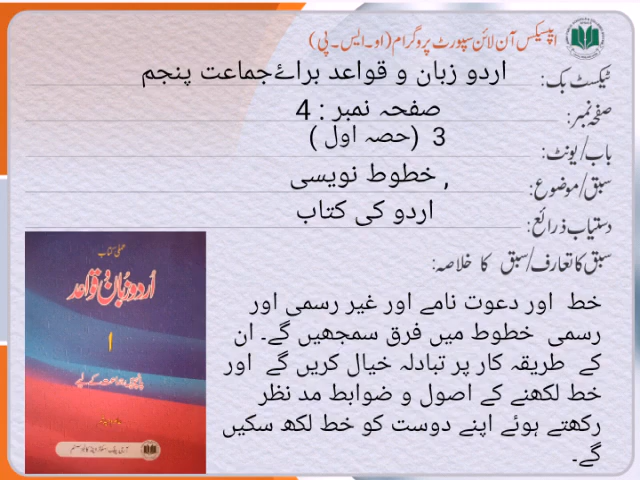 ایپسیکس آن لائن سپورٹ پروگرام (او۔ایس۔پی)
ٹیکسٹ بک: اردو زبان و قواعد برائےجماعت پنجم
صفحہ نمبر: صفحہ نمبر : 4
باب/یونٹ: 3 (حصہ اول )
سبق/موضوع: , خطوط نویسی
دستیاب ذرائع: اردو کی کتاب
سبق کا تعارف/سبق کا خلاصہ:
خط اور دعوت نامے اور غیر رسمی اور
رسمی خطوط میں فرق سمجھیں گے۔ ان
کے طریقہ کار پر تبادلہ خیال کریں گے اور
خط لکھنے کے اصول و ضوابط مد نظر
رکھتے ہوئے اپنے دوست کو خط لکھ سکیں
گے۔
عملی کتاب
اُردو زبان و قواعد